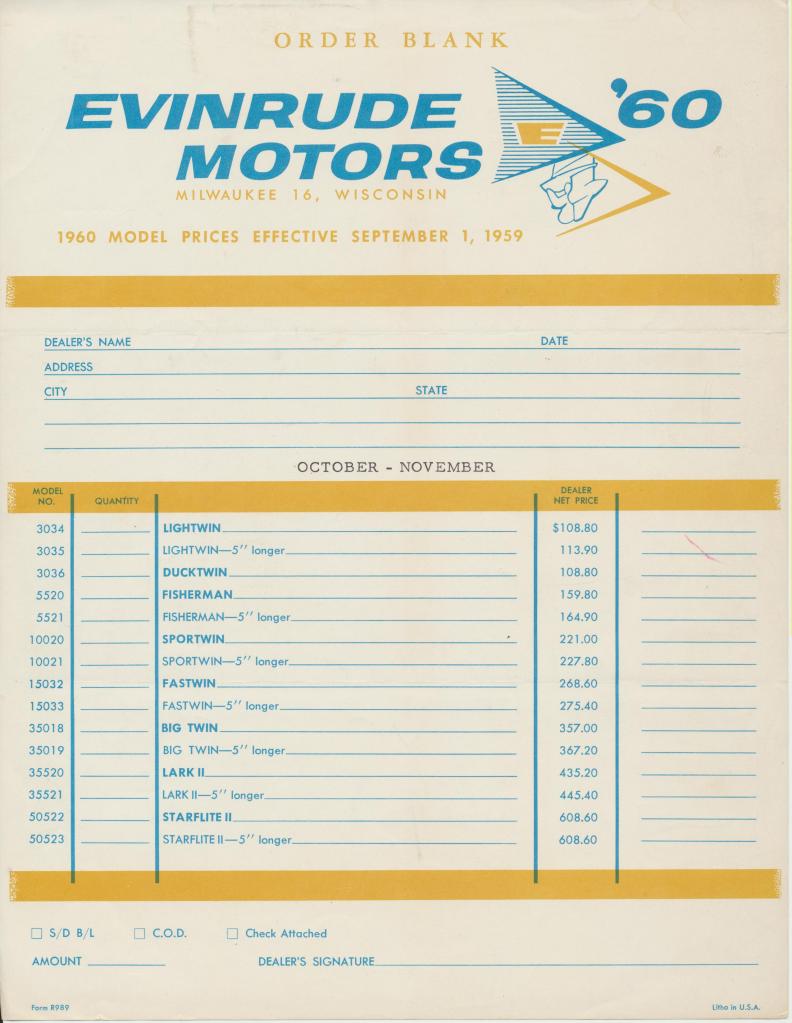 ORDER BLANK
EVINRUDE '60
E
MOTORS
MILWAUKEE 16, WISCONSIN
1960 MODEL PRICES EFFECTIVE SEPTEMBER 1, 1959
DEALER'S NAME DATE
ADDRESS
CITY STATE
OCTOBER - NOVEMBER
MODEL NO. QUANTITY DEALER NET PRICE
3034 LIGHTWIN $108.80
3035 LIGHTWIN—5" longer 113.90
3036 DUCKTWIN 108.80
5520 FISHERMAN 159.80
5521 FISHERMAN—5" longer 164.90
10020 SPORTWIN 221.00
10021 SPORTWIN—5" longer 227.80
15032 FASTWIN 268.60
15033 FASTWIN—5" longer 275.40
35018 BIG TWIN 357.00
35019 BIG TWIN—5" longer 367.20
35520 LARK II 435.20
35521 LARK II—5" longer 445.40
50522 STARFLITE II 608.60
50523 STARFLITE II—5" longer 608.60
S/D B/L C.O.D. Check Attached
AMOUNT DEALER'S SIGNATURE
Form R989 Litho in U.S.A.